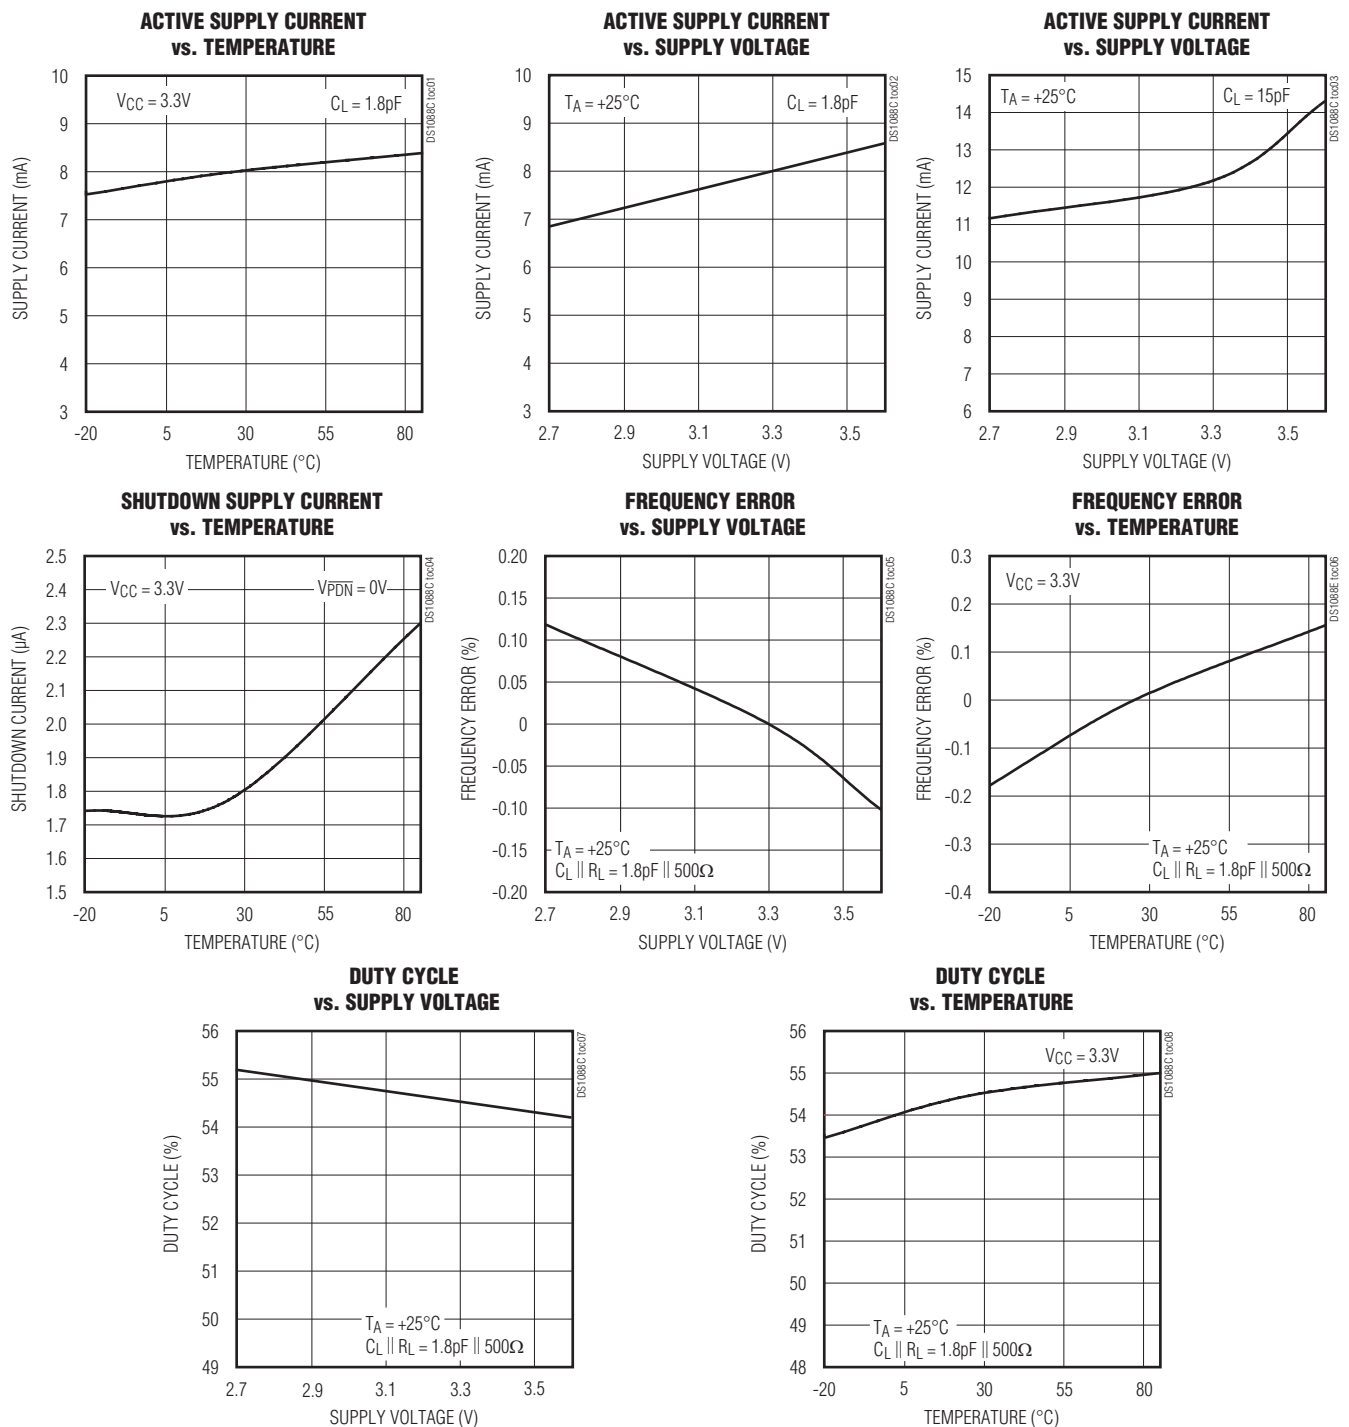 ACTIVE SUPPLY CURRENT
vs. TEMPERATURE
10
9
8
7
6
5
4
3
SUPPLY CURRENT (mA)
VCC = 3.3V
CL = 1.8pF
DS1088C toc01
-20 5 30 55 80
TEMPERATURE (°C)
ACTIVE SUPPLY CURRENT
vs. SUPPLY VOLTAGE
10
9
8
7
6
5
4
3
SUPPLY CURRENT (mA)
TA = +25°C
CL = 1.8pF
DS1088C toc02
2.7 2.9 3.1 3.3 3.5
SUPPLY VOLTAGE (V)
ACTIVE SUPPLY CURRENT
vs. SUPPLY VOLTAGE
15
14
13
12
11
10
9
8
7
6
SUPPLY CURRENT (mA)
TA = +25°C
CL = 15pF
DS1088C toc03
2.7 2.9 3.1 3.3 3.5
SUPPLY VOLTAGE (V)
SHUTDOWN SUPPLY CURRENT
vs. TEMPERATURE
2.5
2.4
2.3
2.2
2.1
2.0
1.9
1.8
1.7
1.6
1.5
SHUTDOWN CURRENT (µA)
VCC = 3.3V
VPDN = 0V
DS1088C toc04
-20 5 30 55 80
TEMPERATURE (°C)
FREQUENCY ERROR
vs. SUPPLY VOLTAGE
0.20
0.15
0.10
0.05
0
-0.05
-0.10
-0.15
-0.20
FREQUENCY ERROR (%)
DS1088C toc05
TA = +25°C
CL || RL = 1.8pF || 500Ω
2.7 2.9 3.1 3.3 3.5
SUPPLY VOLTAGE (V)
FREQUENCY ERROR
vs. TEMPERATURE
0.3
0.2
0.1
0
-0.1
-0.2
-0.3
-0.4
FREQUENCY ERROR (%)
VCC = 3.3V
DS1088E toc06
TA = +25°C
CL || RL = 1.8pF || 500Ω
-20 5 30 55 80
TEMPERATURE (°C)
DUTY CYCLE
vs. SUPPLY VOLTAGE
56
55
54
53
52
51
50
49
DUTY CYCLE (%)
DS1088C toc07
TA = +25°C
CL || RL = 1.8pF || 500Ω
2.7 2.9 3.1 3.3 3.5
SUPPLY VOLTAGE (V)
DUTY CYCLE
vs. TEMPERATURE
56
55
54
53
52
51
50
49
48
DUTY CYCLE (%)
VCC = 3.3V
DS1088C toc08
TA = +25°C
CL || RL = 1.8pF || 500Ω
-20 5 30 55 80
TEMPERATURE (°C)